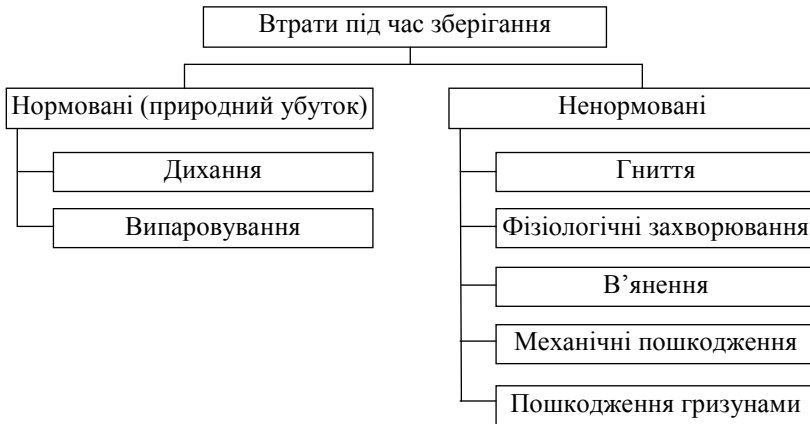 Втрати під час зберігання
Нормовані (природний убуток)
Дихання
Випаровування
Ненормовані
Гниття
Фізіологічні захворювання
В’янення
Механічні пошкодження
Пошкодження гризунами